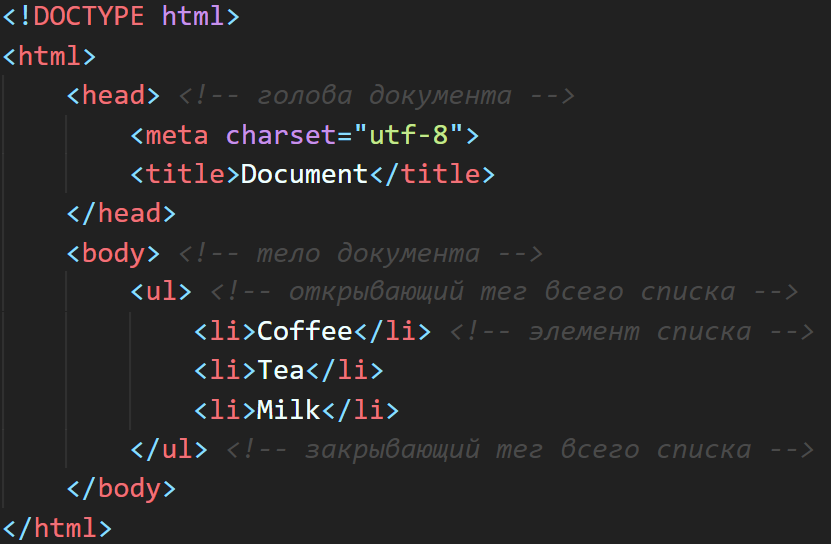 <!DOCTYPE html>
<html>
<head> <!-- голова документа -->
<meta charset="utf-8">
<title>Document</title>
</head>
<body> <!-- тело документа -->
<ul> <!-- открывающий тег всего списка -->
<li>Coffee</li> <!-- элемент списка -->
<li>Tea</li>
<li>Milk</li>
</ul> <!-- закрывающий тег всего списка -->
</body>
</html>